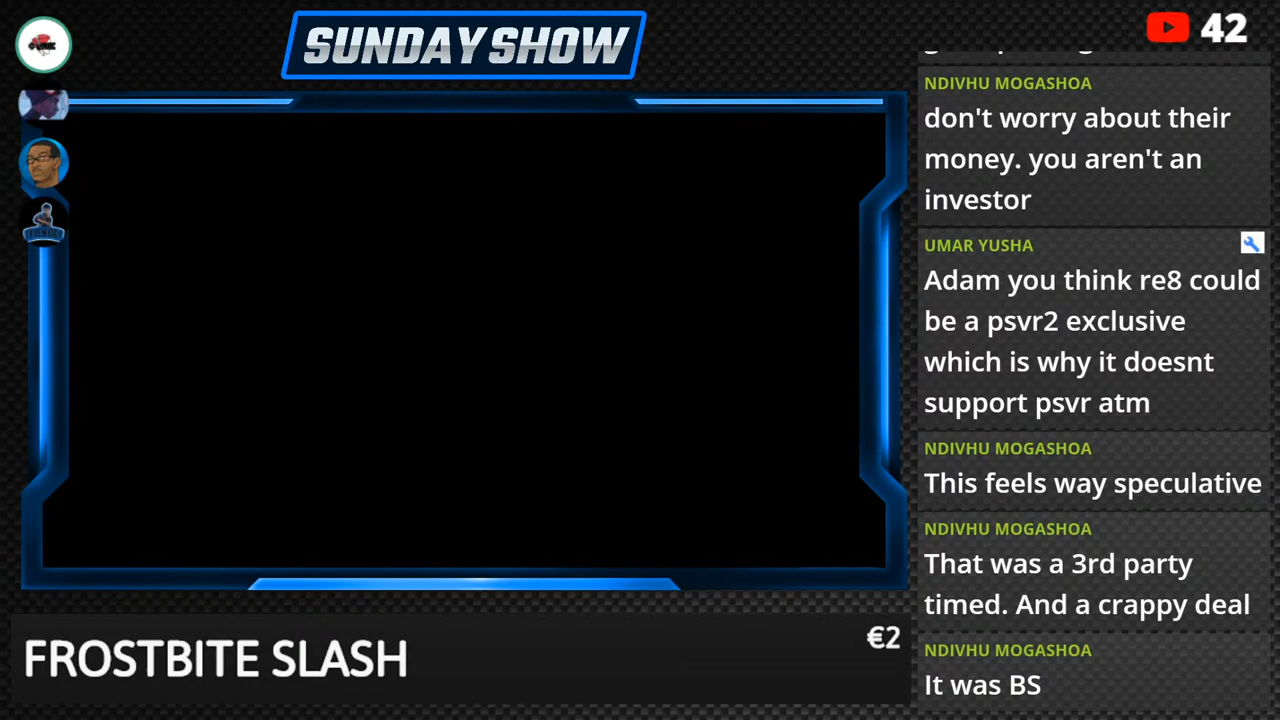 SUNDAY SHOW
42
NDIVHU MOGASHOA
don't worry about their
money. you aren't an
investor
UMAR YUSHA
Adam you think re8 could
be a psvr2 exclusive
which is why it doesnt
support psvr atm
NDIVHU MOGASHOA
This feels way speculative
NDIVHU MOGASHOA
That was a 3rd party
timed. And a crappy deal
NDIVHU MOGASHOA
It was BS
FROSTBITE SLASH
€2